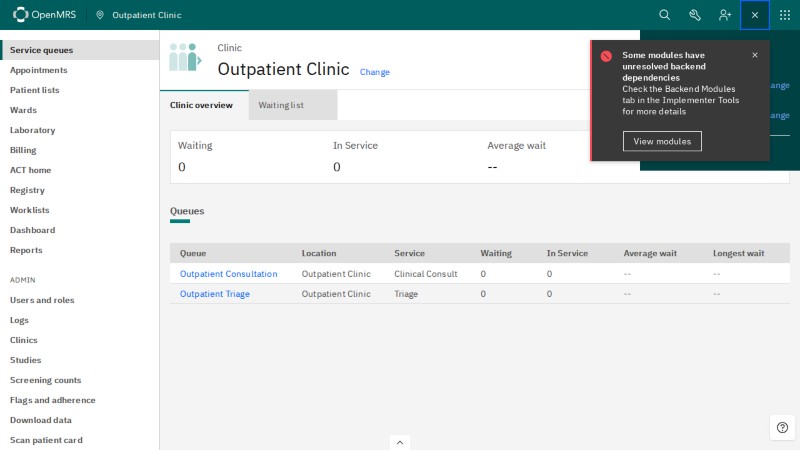 OpenMRS
Outpatient Clinic
Service queues
Appointments
Patient lists
Wards
Laboratory
Billing
ACT home
Registry
Worklists
Dashboard
Reports
ADMIN
Users and roles
Logs
Clinics
Studies
Screening counts
Flags and adherence
Download data
Scan patient card
Clinic
Outpatient Clinic Change
Clinic overview Waiting list
Waiting In Service Average wait
0 0 --
Queues
Queue Location Service Waiting In Service Average wait Longest wait
Outpatient Consultation Outpatient Clinic Clinical Consult 0 0 -- --
Outpatient Triage Outpatient Clinic Triage 0 0 -- --
Some modules have
unresolved backend
dependencies
Check the Backend Modules
tab in the Implementer Tools
for more details
View modules
ange
ange